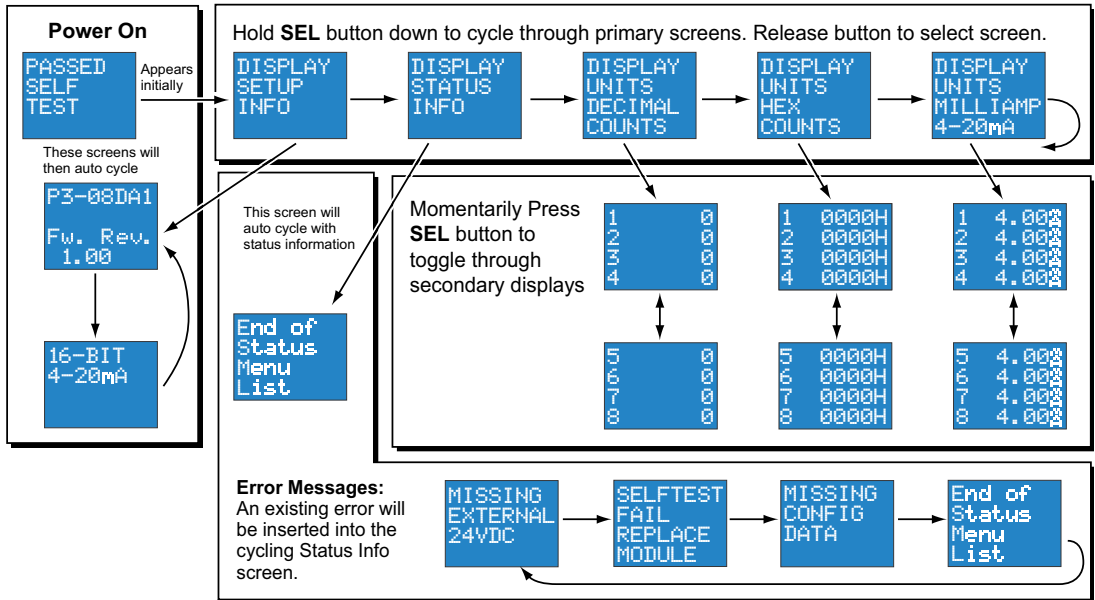 Power On
PASSED
SELF
TEST
Appears
initially
These screens will
then auto cycle
P3-08DA1
Fw. Rev.
1.00
16-BIT
4-20mA
Hold SEL button down to cycle through primary screens. Release button to select screen.
DISPLAY
SETUP
INFO
DISPLAY
STATUS
INFO
DISPLAY
UNITS
DECIMAL
COUNTS
DISPLAY
UNITS
HEX
COUNTS
DISPLAY
UNITS
MILLIAMP
4-20mA
This screen will
auto cycle with
status information
End of
Status
Menu
List
Momentarily Press
SEL button to
toggle through
secondary displays
1 0
2 0
3 0
4 0
1 0000H
2 0000H
3 0000H
4 0000H
1 4.00
2 4.00
3 4.00
4 4.00
5 0
6 0
7 0
8 0
5 0000H
6 0000H
7 0000H
8 0000H
5 4.00
6 4.00
7 4.00
8 4.00
Error Messages:
An existing error will
be inserted into the
cycling Status Info
screen.
MISSING
EXTERNAL
24VDC
SELFTEST
FAIL
REPLACE
MODULE
MISSING
CONFIG
DATA
End of
Status
Menu
List